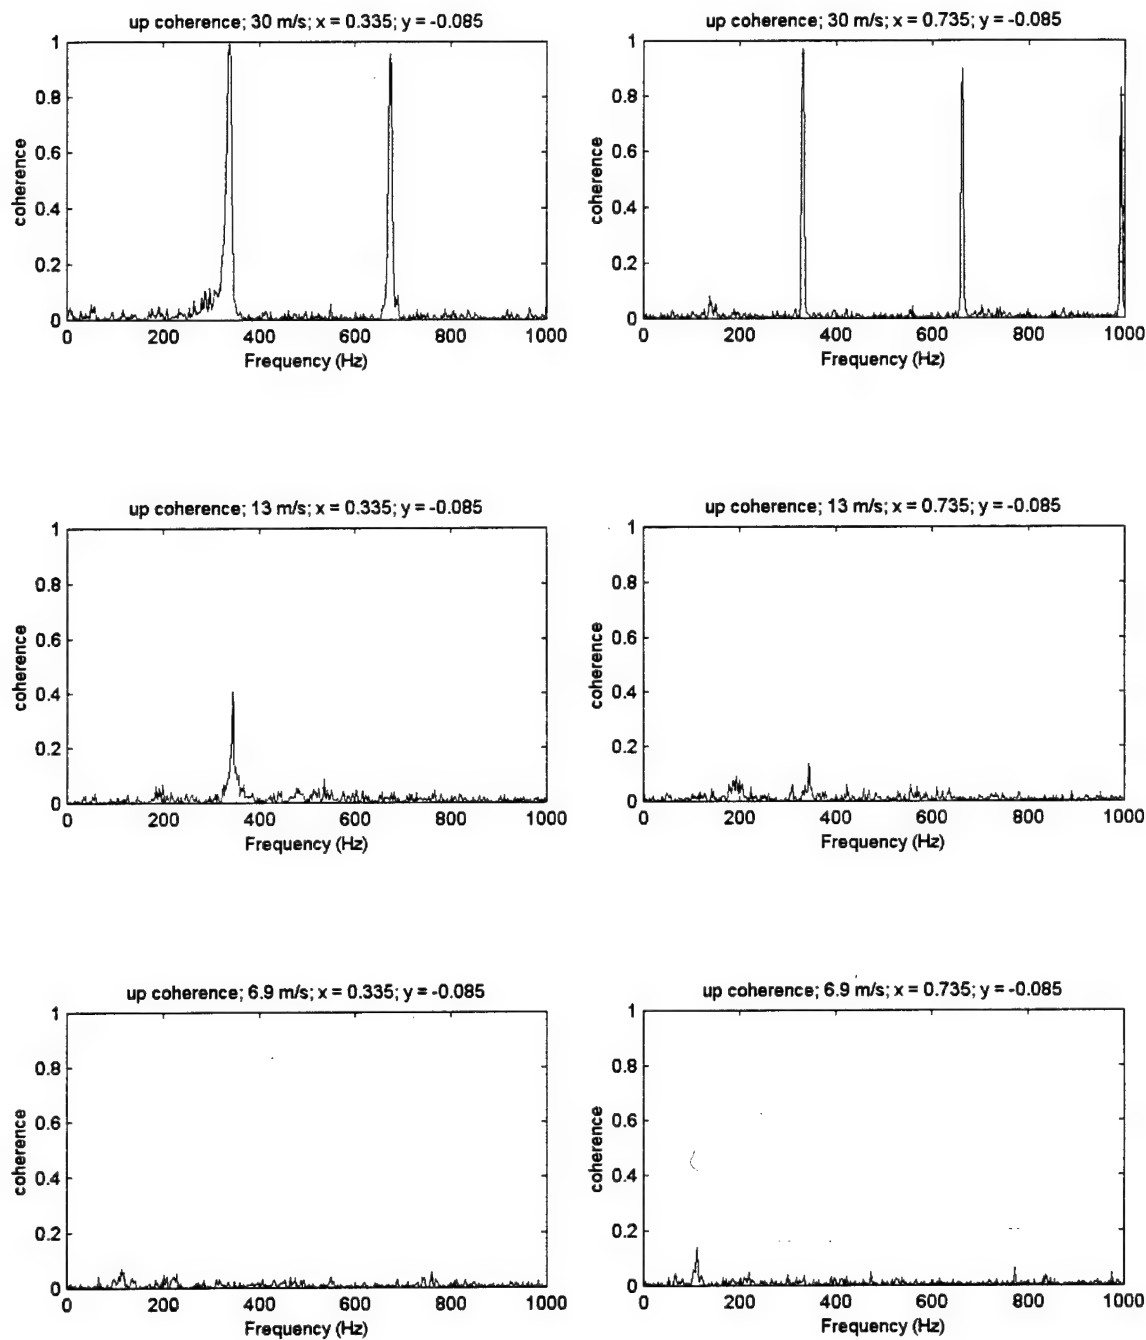 up coherence; 30 m/s; x = 0.335; y = -0.085
1
0.8
0.6
0.4
0.2
0
coherence
0 200 400 600 800 1000
Frequency (Hz)
up coherence; 30 m/s; x = 0.735; y = -0.085
1
0.8
0.6
0.4
0.2
0
coherence
0 200 400 600 800 1000
Frequency (Hz)
up coherence; 13 m/s; x = 0.335; y = -0.085
1
0.8
0.6
0.4
0.2
0
coherence
0 200 400 600 800 1000
Frequency (Hz)
up coherence; 13 m/s; x = 0.735; y = -0.085
1
0.8
0.6
0.4
0.2
0
coherence
0 200 400 600 800 1000
Frequency (Hz)
up coherence; 6.9 m/s; x = 0.335; y = -0.085
1
0.8
0.6
0.4
0.2
0
coherence
0 200 400 600 800 1000
Frequency (Hz)
up coherence; 6.9 m/s; x = 0.735; y = -0.085
1
0.8
0.6
0.4
0.2
0
coherence
0 200 400 600 800 1000
Frequency (Hz)